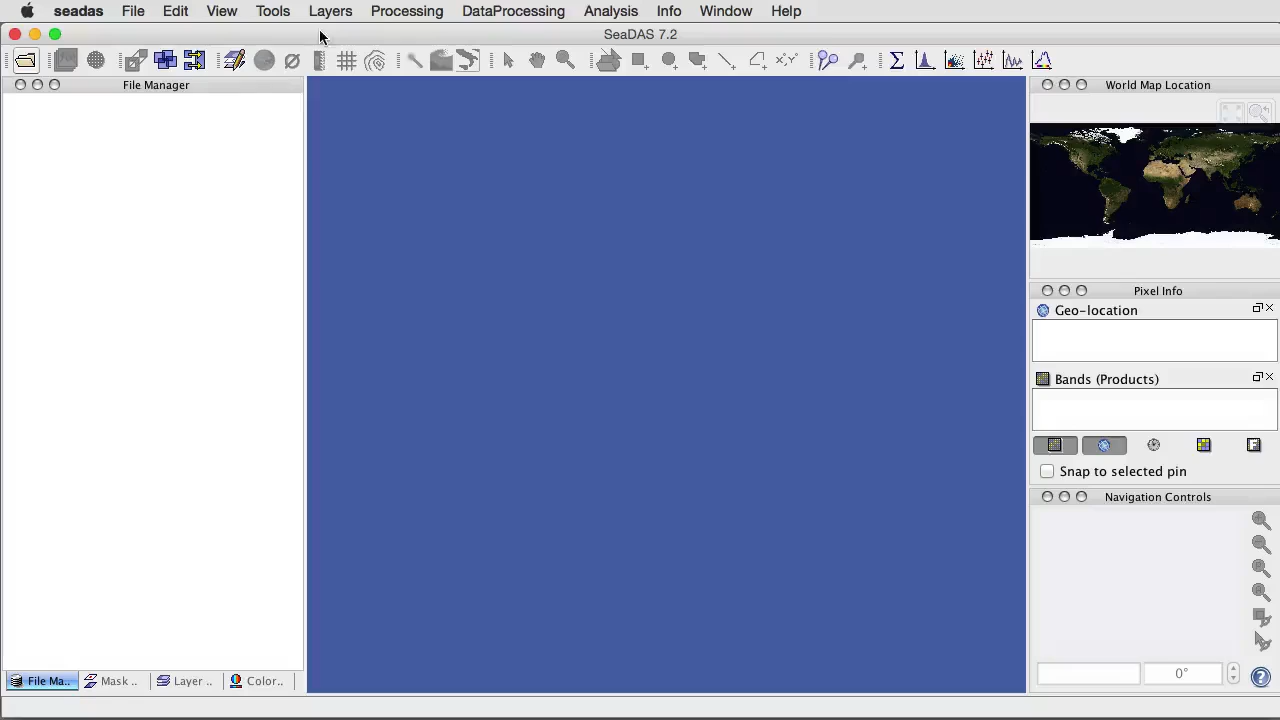 seadas File Edit View Tools Layers Processing DataProcessing Analysis Info Window Help
SeaDAS 7.2
File Manager
World Map Location
Pixel Info
Geo-location
Bands (Products)
Snap to selected pin
Navigation Controls
0°
File Ma.. Mask .. Layer .. Color..